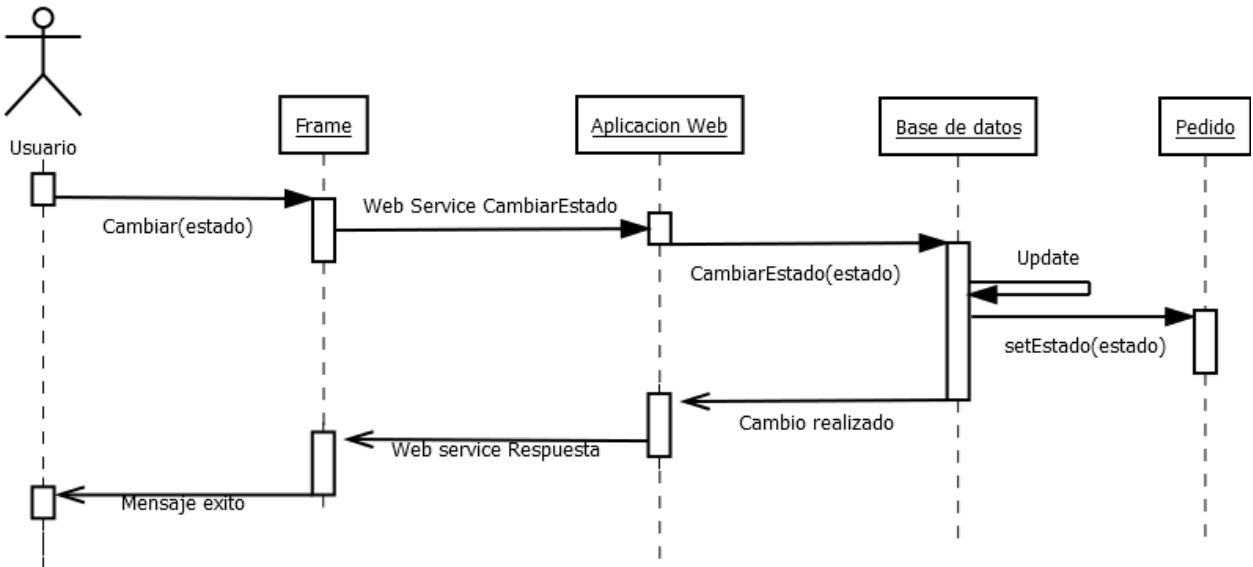 Usuario
Frame
Aplicacion Web
Base de datos
Pedido
Cambiar(estado)
Web Service CambiarEstado
CambiarEstado(estado)
Update
setEstado(estado)
Cambio realizado
Web service Respuesta
Mensaje exito